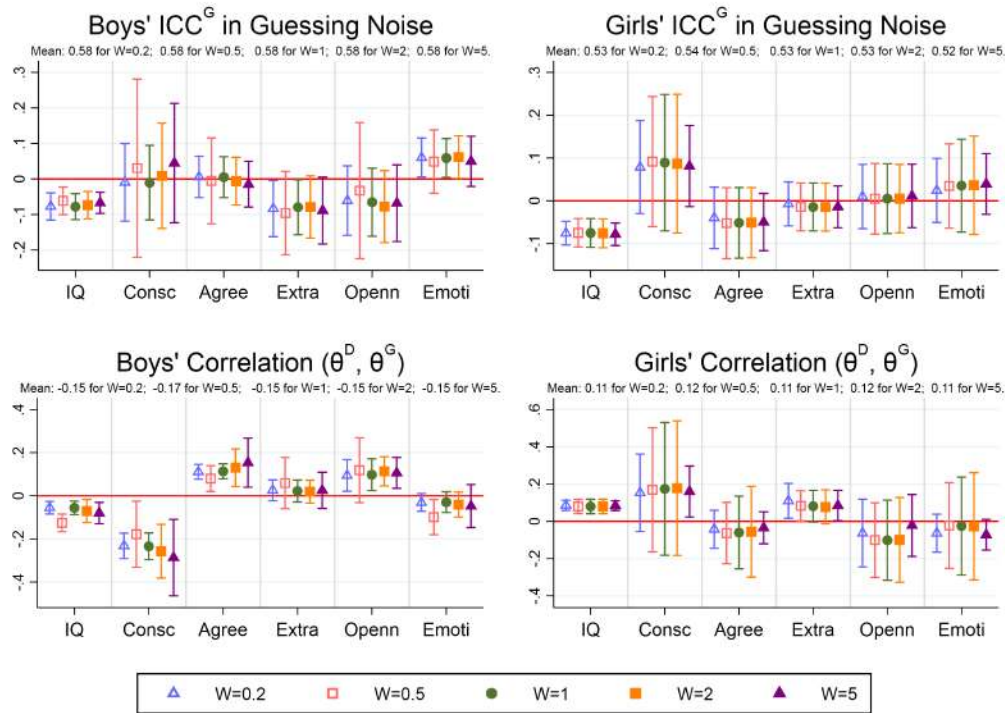 Boys' ICC^G in Guessing Noise
Mean: 0.58 for W=0.2; 0.58 for W=0.5; 0.58 for W=1; 0.58 for W=2; 0.58 for W=5.
.3
.2
.1
0
-.1
-.2
IQ Consc Agree Extra Openn Emoti
Girls' ICC^G in Guessing Noise
Mean: 0.53 for W=0.2; 0.54 for W=0.5; 0.53 for W=1; 0.53 for W=2; 0.52 for W=5.
.3
.2
.1
0
-.1
IQ Consc Agree Extra Openn Emoti
Boys' Correlation (θ^D, θ^G)
Mean: -0.15 for W=0.2; -0.17 for W=0.5; -0.15 for W=1; -0.15 for W=2; -0.15 for W=5.
.4
.2
0
-.2
-.4
IQ Consc Agree Extra Openn Emoti
Girls' Correlation (θ^D, θ^G)
Mean: 0.11 for W=0.2; 0.12 for W=0.5; 0.11 for W=1; 0.12 for W=2; 0.11 for W=5.
.6
.4
.2
0
-.2
-.4
IQ Consc Agree Extra Openn Emoti
W=0.2 W=0.5 W=1 W=2 W=5